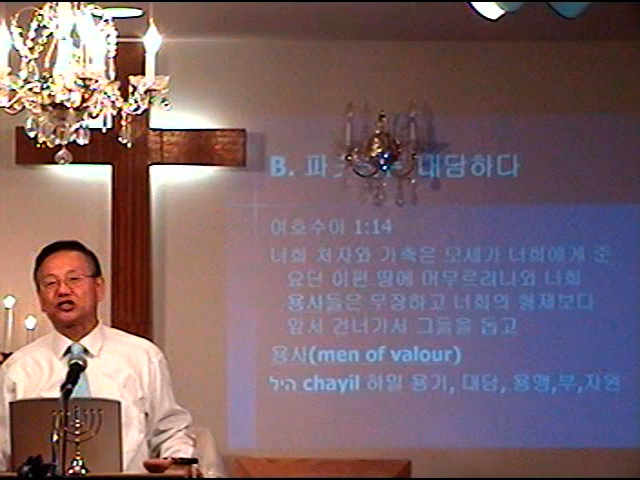 B. 파 대담하다
여호수아 1:14
너희 처자와 가족은 모세가 너희에게 준
요단 이편 땅에 머무르려니와 너희
용사들은 무장하고 너희의 형제보다
앞서 건너가서 그들을 돕고
용사(men of valour)
חיל chayil 히밀 용기, 대담, 용맹,부,자원